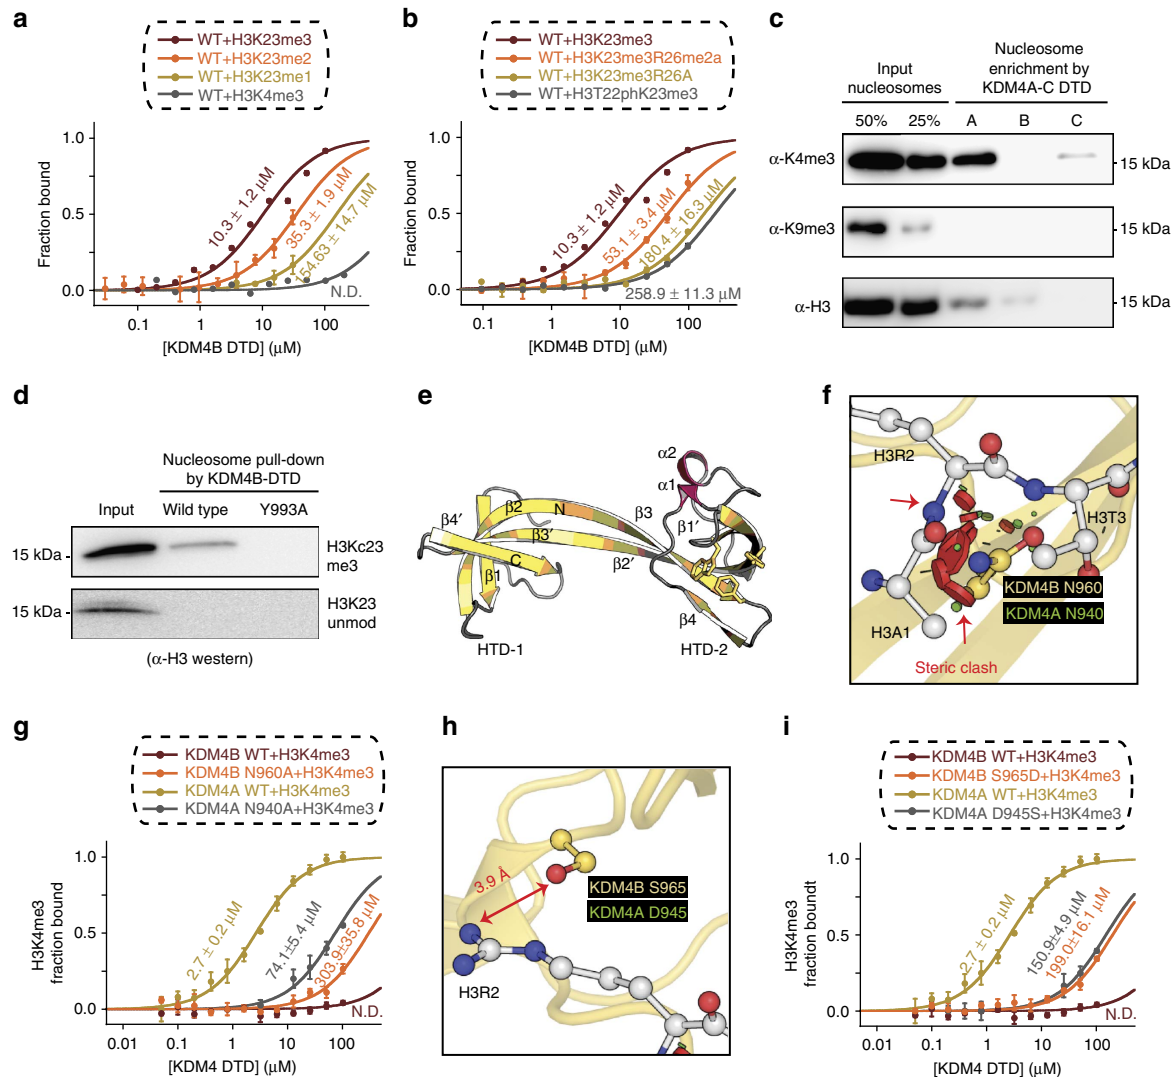 a
WT+H3K23me3
WT+H3K23me2
WT+H3K23me1
WT+H3K4me3
Fraction bound
1.0
0.5
0.0
10.3 ± 1.2 µM
35.3 ± 1.9 µM
154.63 ± 14.7 µM
N.D.
0.1
1
10
100
[KDM4B DTD] (µM)
b
WT+H3K23me3
WT+H3K23me3R26me2a
WT+H3K23me3R26A
WT+H3T22phK23me3
Fraction bound
1.0
0.5
0.0
10.3 ± 1.2 µM
53.1 ± 3.4 µM
180.4 ± 16.3 µM
258.9 ± 11.3 µM
0.1
1
10
100
[KDM4B DTD] (µM)
c
Input
nucleosomes
Nucleosome
enrichment by
KDM4A-C DTD
50% 25% A B C
α-K4me3
15 kDa
α-K9me3
15 kDa
α-H3
15 kDa
d
Nucleosome pull-down
by KDM4B-DTD
Input Wild type Y993A
15 kDa
H3Kc23
me3
15 kDa
H3K23
unmod
(α-H3 western)
e
α2
α1
β2
N
β3
β1′
β4′
β3′
C
β2′
β1
β4
HTD-1
HTD-2
f
H3R2
H3T3
KDM4B N960
KDM4A N940
H3A1
Steric clash
g
KDM4B WT+H3K4me3
KDM4B N960A+H3K4me3
KDM4A WT+H3K4me3
KDM4A N940A+H3K4me3
H3K4me3
fraction bound
1.0
0.5
0.0
2.7 ± 0.2 µM
74.1±5.4 µM
303.9±35.8 µM
N.D.
0.01
0.1
1
10
100
[KDM4 DTD] (µM)
h
3.9 Å
KDM4B S965
KDM4A D945
H3R2
i
KDM4B WT+H3K4me3
KDM4B S965D+H3K4me3
KDM4A WT+H3K4me3
KDM4A D945S+H3K4me3
H3K4me3
fraction boundt
1.0
0.5
0.0
2.7 ± 0.2 µM
150.9±4.9 µM
199.0±16.1 µM
N.D.
0.01
0.1
1
10
100
[KDM4 DTD] (µM)